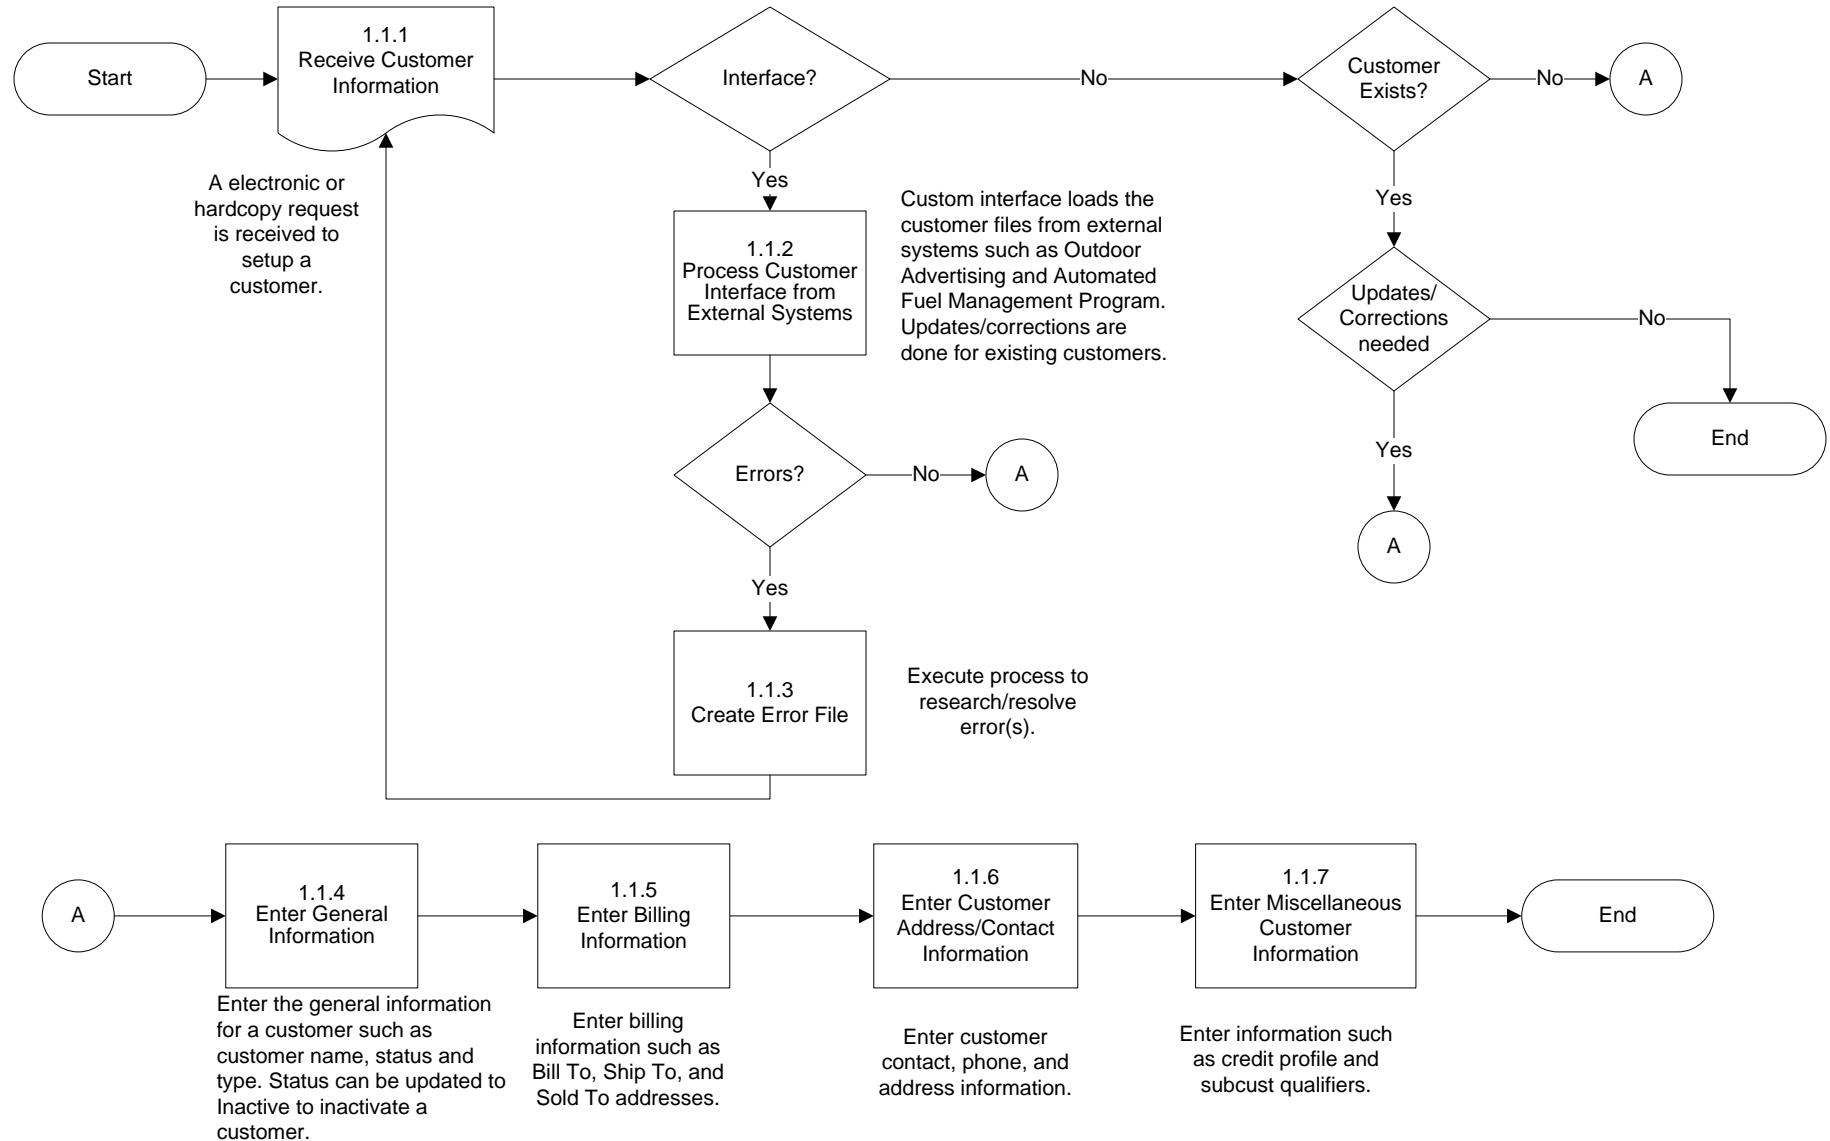 Start
1.1.1
Receive Customer
Information
Interface?
No
Customer
Exists?
No
A
A electronic or
hardcopy request
is received to
setup a
customer.
Yes
1.1.2
Process Customer
Interface from
External Systems
Custom interface loads the
customer files from external
systems such as Outdoor
Advertising and Automated
Fuel Management Program.
Updates/corrections are
done for existing customers.
Yes
Updates/
Corrections
needed
No
End
Yes
A
Errors?
No
A
Yes
1.1.3
Create Error File
Execute process to
research/resolve
error(s).
A
1.1.4
Enter General
Information
1.1.5
Enter Billing
Information
1.1.6
Enter Customer
Address/Contact
Information
1.1.7
Enter Miscellaneous
Customer
Information
End
Enter the general information
for a customer such as
customer name, status and
type. Status can be updated to
Inactive to inactivate a
customer.
Enter billing
information such as
Bill To, Ship To, and
Sold To addresses.
Enter customer
contact, phone, and
address information.
Enter information such
as credit profile and
subcust qualifiers.